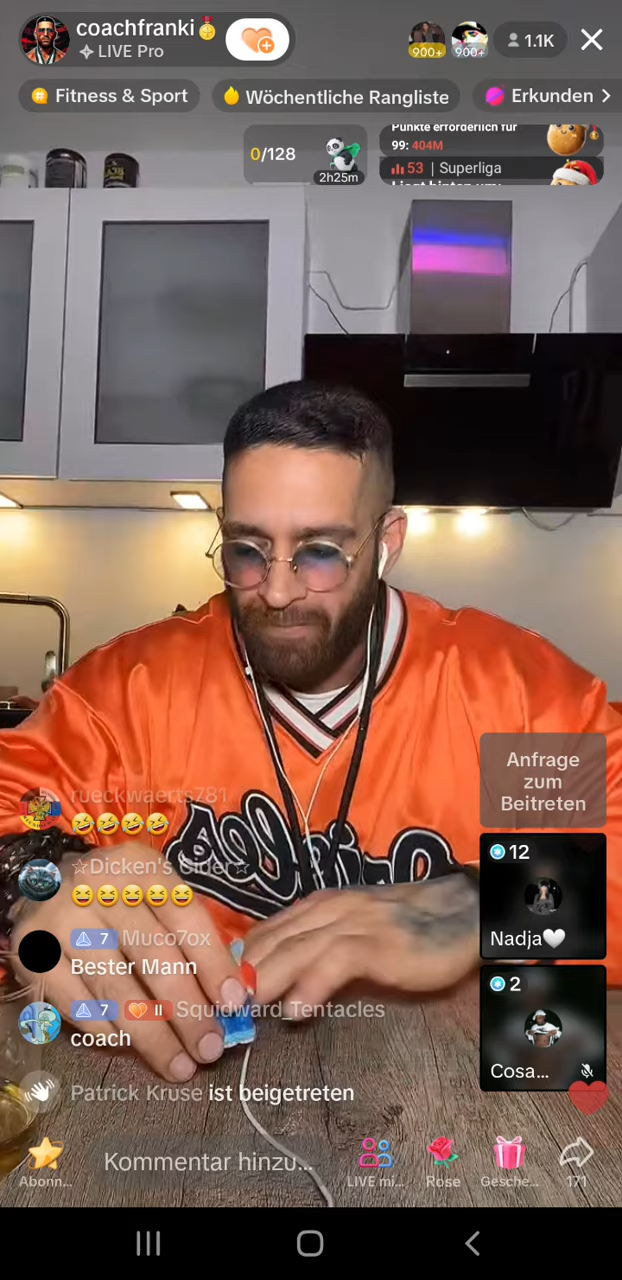 coachfranki🏅
LIVE Pro
900+
900+
1.1K
Fitness & Sport
Wöchentliche Rangliste
Erkunden
0/128
2h25m
Punkte erforderlich für
99: 404M
53 | Superliga
rueckwaerts781
🤣🤣🤣🤣
☆Dicken's Cider☆
😆😆😆😆😆
7 Muco7ox
Bester Mann
7 II Squidward_Tentacles
coach
Patrick Kruse ist beigetreten
Anfrage
zum
Beitreten
12
Nadja🤍
2
Cosa...
Abonn...
Kommentar hinzu...
LIVE mi...
Rose
Gesche...
171